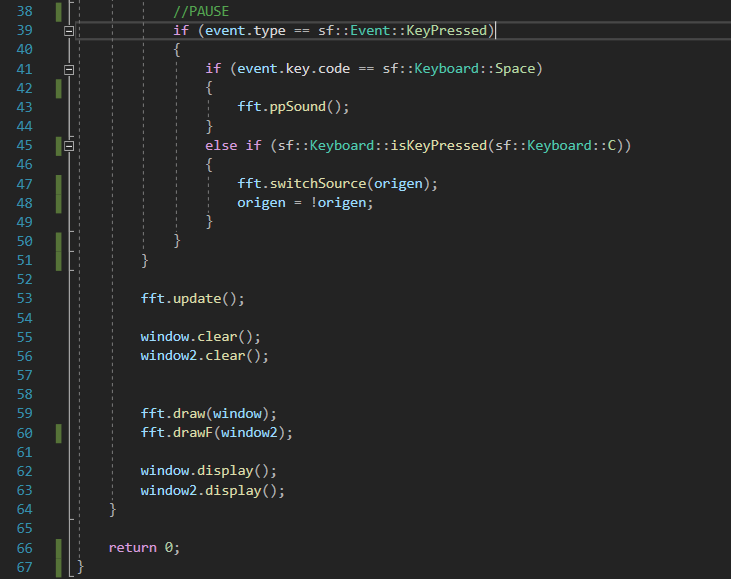 38 //PAUSE
39 if (event.type == sf::Event::KeyPressed)
40 {
41 if (event.key.code == sf::Keyboard::Space)
42 {
43 fft.ppSound();
44 }
45 else if (sf::Keyboard::isKeyPressed(sf::Keyboard::C))
46 {
47 fft.switchSource(origen);
48 origen = !origen;
49 }
50 }
51 }
52
53 fft.update();
54
55 window.clear();
56 window2.clear();
57
58
59 fft.draw(window);
60 fft.drawF(window2);
61
62 window.display();
63 window2.display();
64 }
65
66 return 0;
67 }